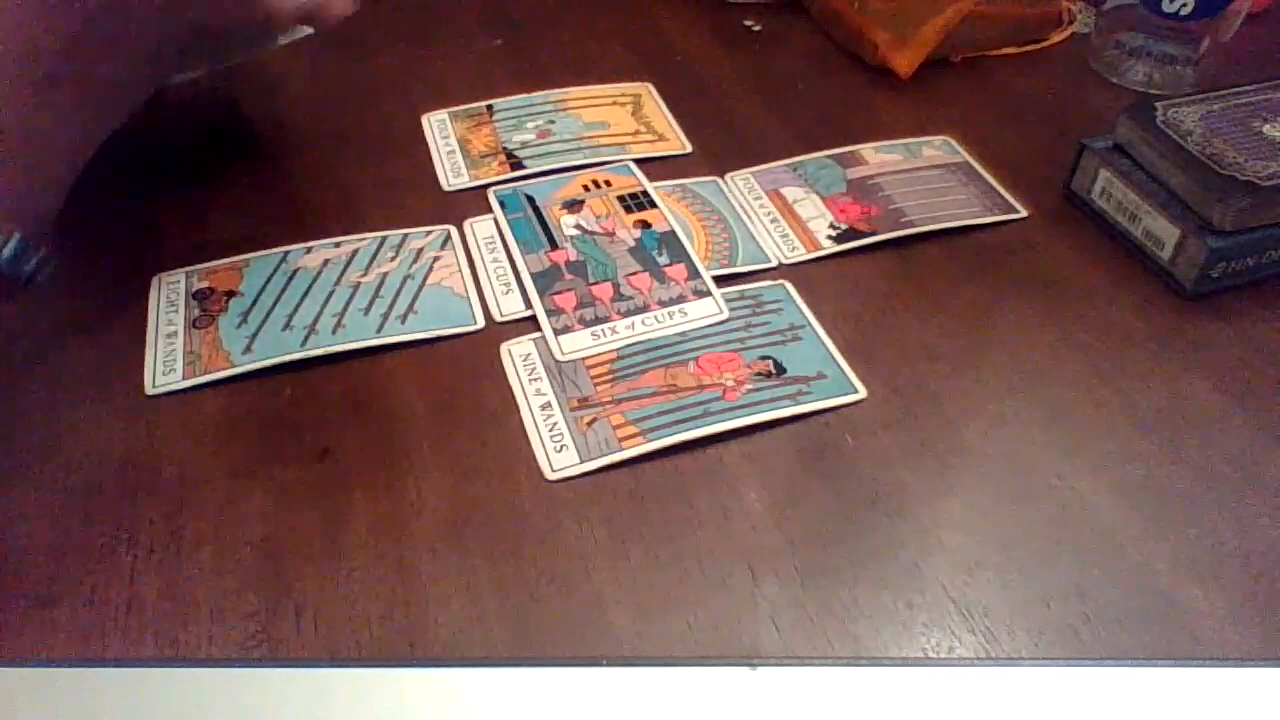 FOUR of WANDS
FOUR of SWORDS
TEN of CUPS
EIGHT of WANDS
SIX of CUPS
NINE of WANDS
S